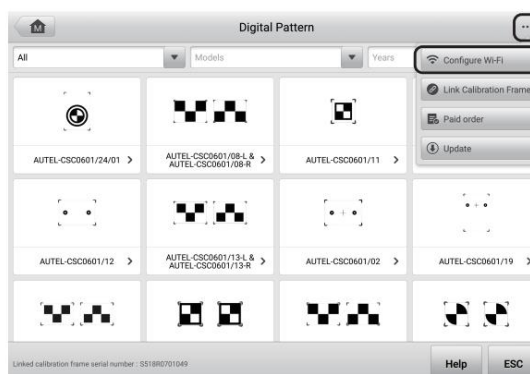 M
Digital Pattern
...
All
Models
Years
Configure Wi-Fi
Link Calibration Frame
Paid order
Update
AUTEL-CSC0601/24/01 >
AUTEL-CSC0601/08-L &
AUTEL-CSC0601/08-R >
AUTEL-CSC0601/11 >
AUTEL-CSC0601/12 >
AUTEL-CSC0601/13-L &
AUTEL-CSC0601/13-R >
AUTEL-CSC0601/02 >
AUTEL-CSC0601/19 >
Linked calibration frame serial number : S518R0701049
Help
ESC